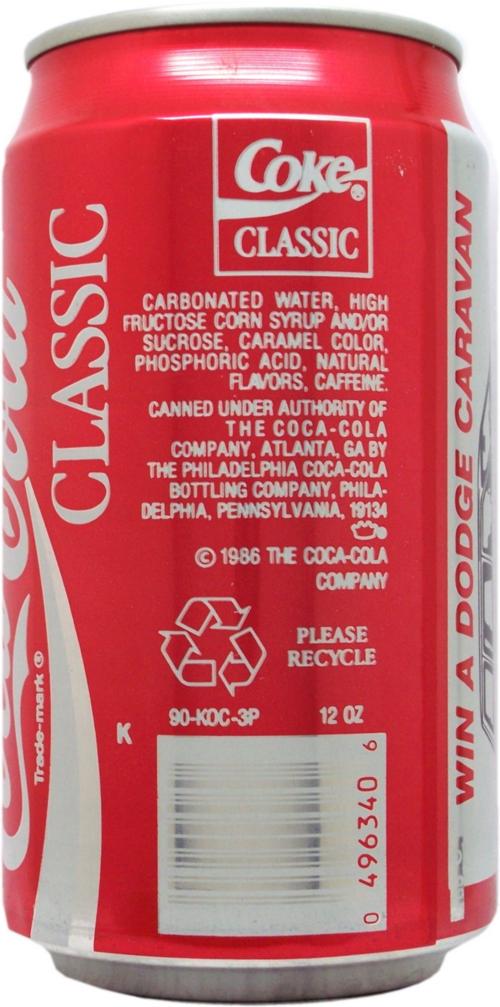 Coke
CLASSIC
CARBONATED WATER, HIGH
FRUCTOSE CORN SYRUP AND/OR
SUCROSE, CARAMEL COLOR,
PHOSPHORIC ACID, NATURAL
FLAVORS, CAFFEINE.
CANNED UNDER AUTHORITY OF
THE COCA-COLA
COMPANY, ATLANTA, GA BY
THE PHILADELPHIA COCA-COLA
BOTTLING COMPANY, PHILA-
DELPHIA, PENNSYLVANIA, 19134
© 1986 THE COCA-COLA
COMPANY
PLEASE
RECYCLE
90-KOC-3P 12 OZ
K
0 496340 6
CLASSIC
Trade-mark ®
WIN A DODGE CARAVAN